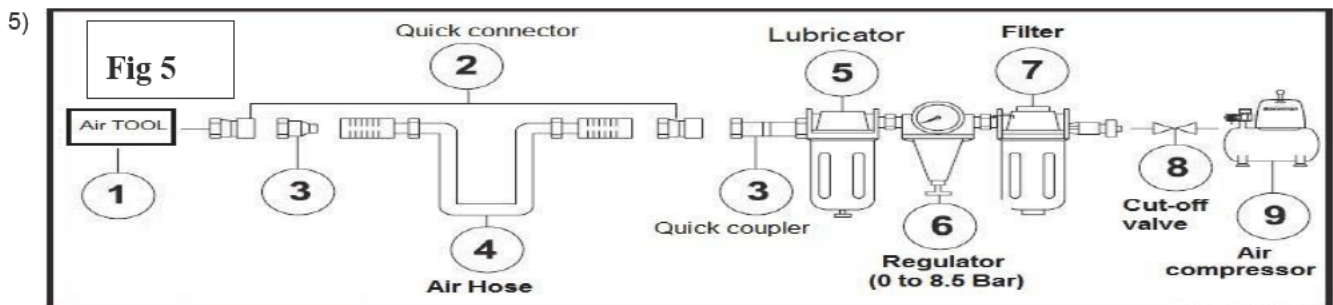 5)
Fig 5
Quick connector
2
Lubricator
5
Filter
7
Air TOOL
1
3
4
Air Hose
3
Quick coupler
6
Regulator
(0 to 8.5 Bar)
8
Cut-off
valve
9
Air
compressor